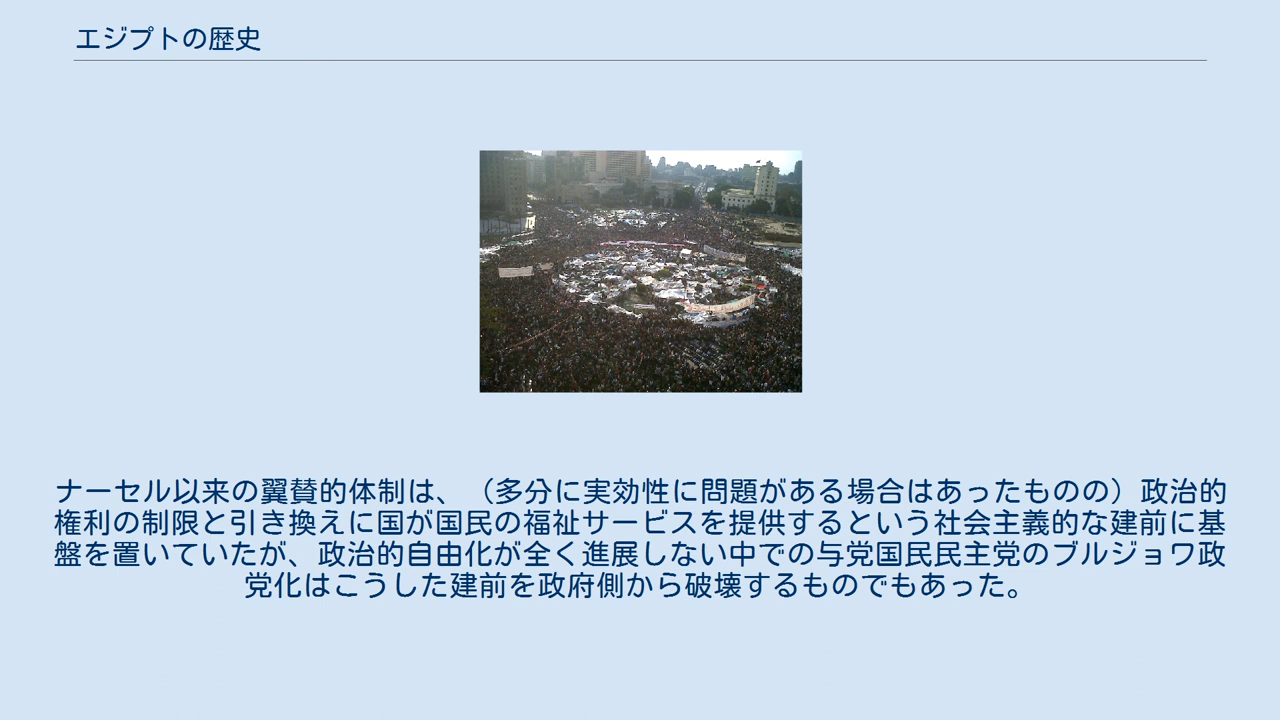 エジプトの歴史
ナーセル以来の翼賛的体制は、（多分に実効性に問題がある場合はあったものの）政治的
権利の制限と引き換えに国が国民の福祉サービスを提供するという社会主義的な建前に基
盤を置いていたが、政治的自由化が全く進展しない中での与党国民民主党のブルジョワ政
党化はこうした建前を政府側から破壊するものでもあった。